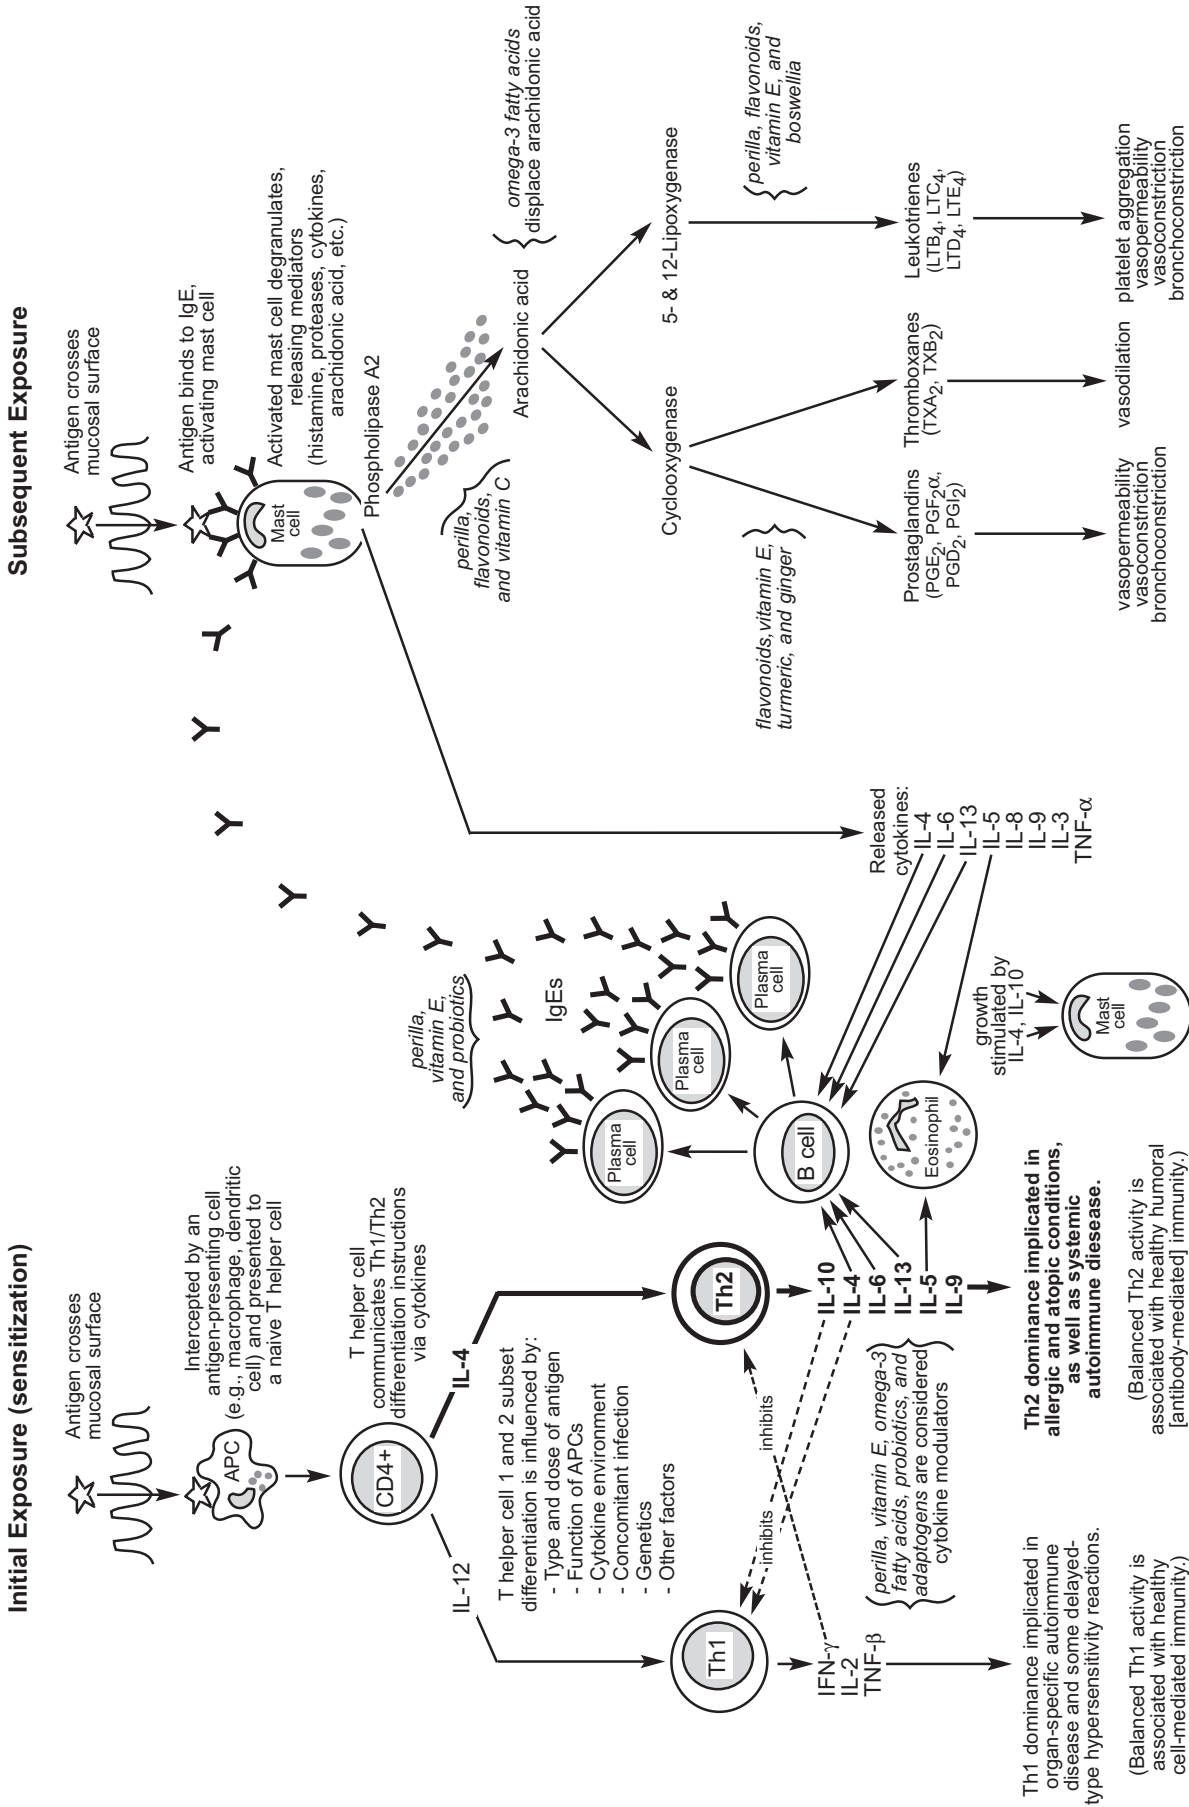 Initial Exposure (sensitization)
Antigen crosses
mucosal surface
Intercepted by an
antigen-presenting cell
(e.g., macrophage, dendritic
cell) and presented to
a naive T helper cell
APC
CD4+
T helper cell
communicates Th1/Th2
differentiation instructions
via cytokines
IL-12
IL-4
T helper cell 1 and 2 subset
differentiation is influenced by:
- Type and dose of antigen
- Function of APCs
- Cytokine environment
- Concomitant infection
- Genetics
- Other factors
Th1
Th2
inhibits
inhibits
IFN-γ
IL-2
TNF-β
IL-10
IL-4
IL-6
IL-13
IL-5
IL-9
perilla, vitamin E, omega-3
fatty acids, probiotics, and
adaptogens are considered
cytokine modulators
Th1 dominance implicated in
organ-specific autoimmune
disease and some delayed-
type hypersensitivity reactions.
(Balanced Th1 activity is
associated with healthy
cell-mediated immunity.)
Th2 dominance implicated in
allergic and atopic conditions,
as well as systemic
autoimmune diesease.
(Balanced Th2 activity is
associated with healthy humoral
[antibody-mediated] immunity.)
perilla,
vitamin E,
and probiotics
IgEs
Plasma
cell
Plasma
cell
Plasma
cell
B cell
Eosinophil
growth
stimulated by
IL-4, IL-10
Mast
cell
Subsequent Exposure
Antigen crosses
mucosal surface
Antigen binds to IgE,
activating mast cell
Mast
cell
Activated mast cell degranulates,
releasing mediators
(histamine, proteases, cytokines,
arachidonic acid, etc.)
Phospholipase A2
perilla,
flavonoids,
and vitamin C
omega-3 fatty acids
displace arachidonic acid
Arachidonic acid
Cyclooxygenase
5- & 12-Lipoxygenase
flavonoids,vitamin E,
turmeric, and ginger
perilla, flavonoids,
vitamin E, and
boswellia
Released
cytokines:
IL-4
IL-6
IL-13
IL-5
IL-8
IL-9
IL-3
TNF-α
Prostaglandins
(PGE2, PGF2α,
PGD2, PGI2)
Thromboxanes
(TXA2, TXB2)
Leukotrienes
(LTB4, LTC4,
LTD4, LTE4)
vasopermeability
vasoconstriction
bronchoconstriction
vasodilation
platelet aggregation
vasopermeability
vasoconstriction
bronchoconstriction